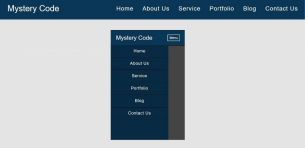 Mystery Code Home About Us Service Portfolio Blog Contact Us
Mystery Code Menu
Home
About Us
Service
Portfolio
Blog
Contact Us